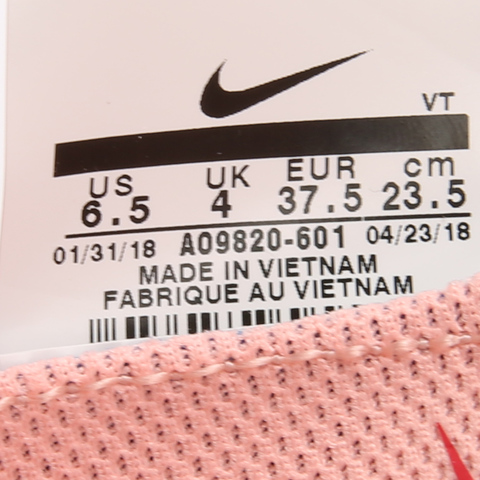 VT
US UK EUR cm
6.5 4 37.5 23.5
01/31/18 AO9820-601 04/23/18
MADE IN VIETNAM
FABRIQUE AU VIETNAM